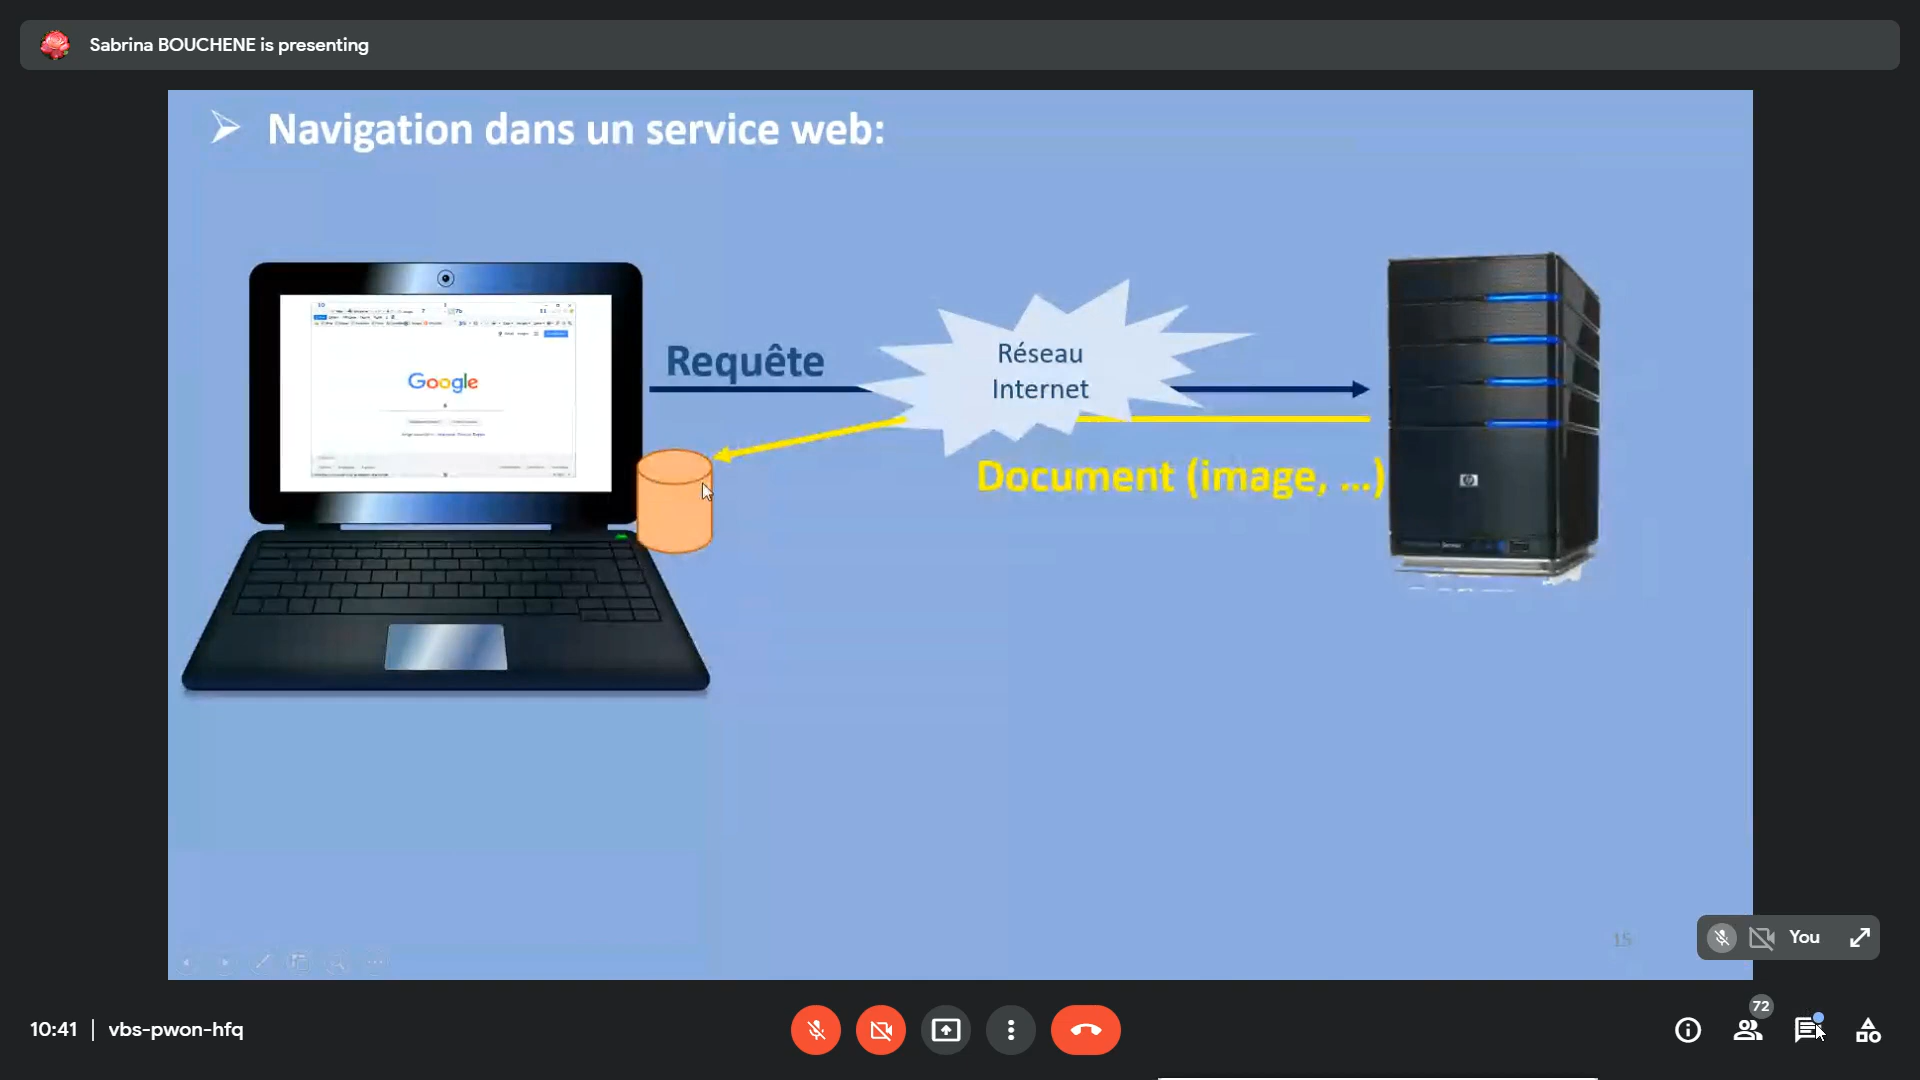 Sabrina BOUCHENE is presenting
Navigation dans un service web:
Google
Requête
Réseau
Internet
Document (image, ...)
hp
15
You
10:41 | vbs-pwon-hfq
72